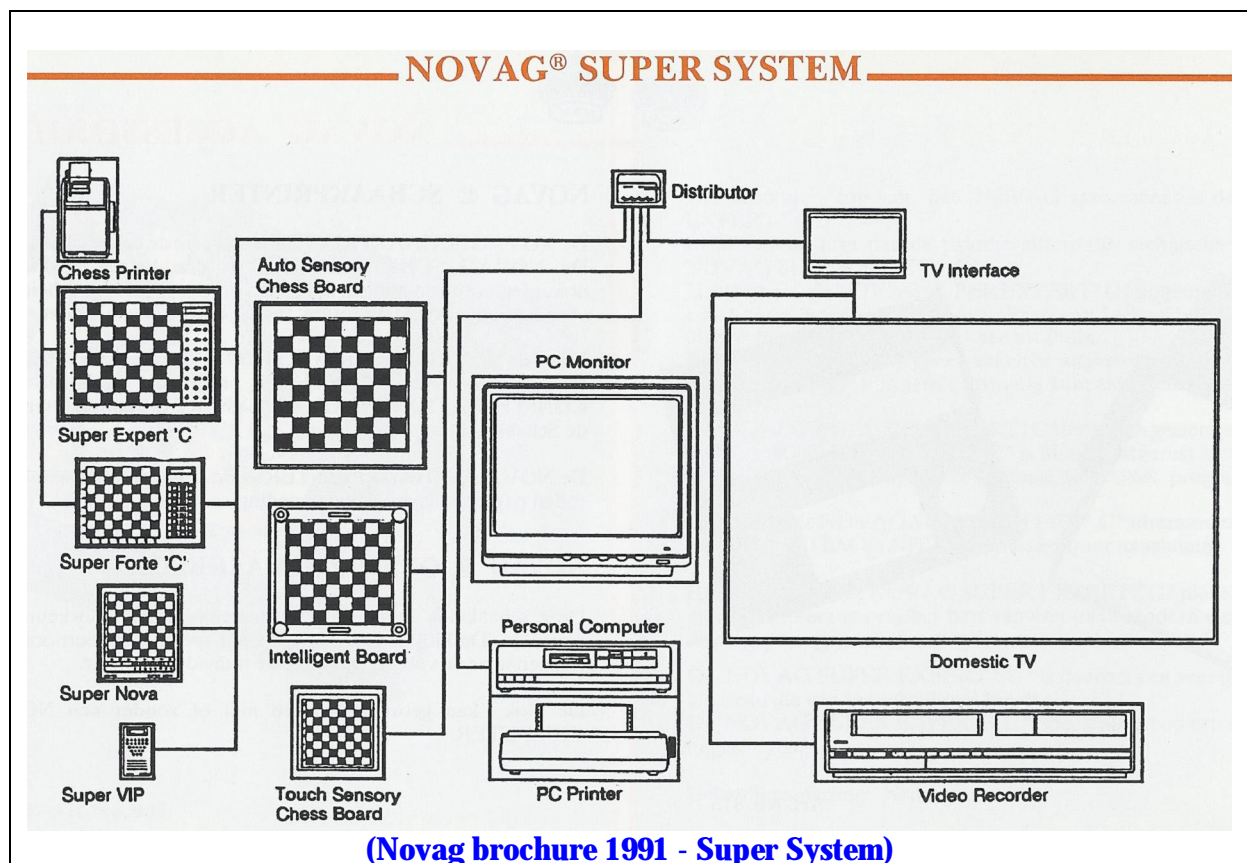 NOVAG® SUPER SYSTEM
Distributor
Chess Printer
Auto Sensory
Chess Board
TV Interface
PC Monitor
Super Expert 'C
Super Forte 'C'
Personal Computer
Intelligent Board
Domestic TV
Super Nova
Super VIP
Touch Sensory
Chess Board
PC Printer
Video Recorder
(Novag brochure 1991 - Super System)